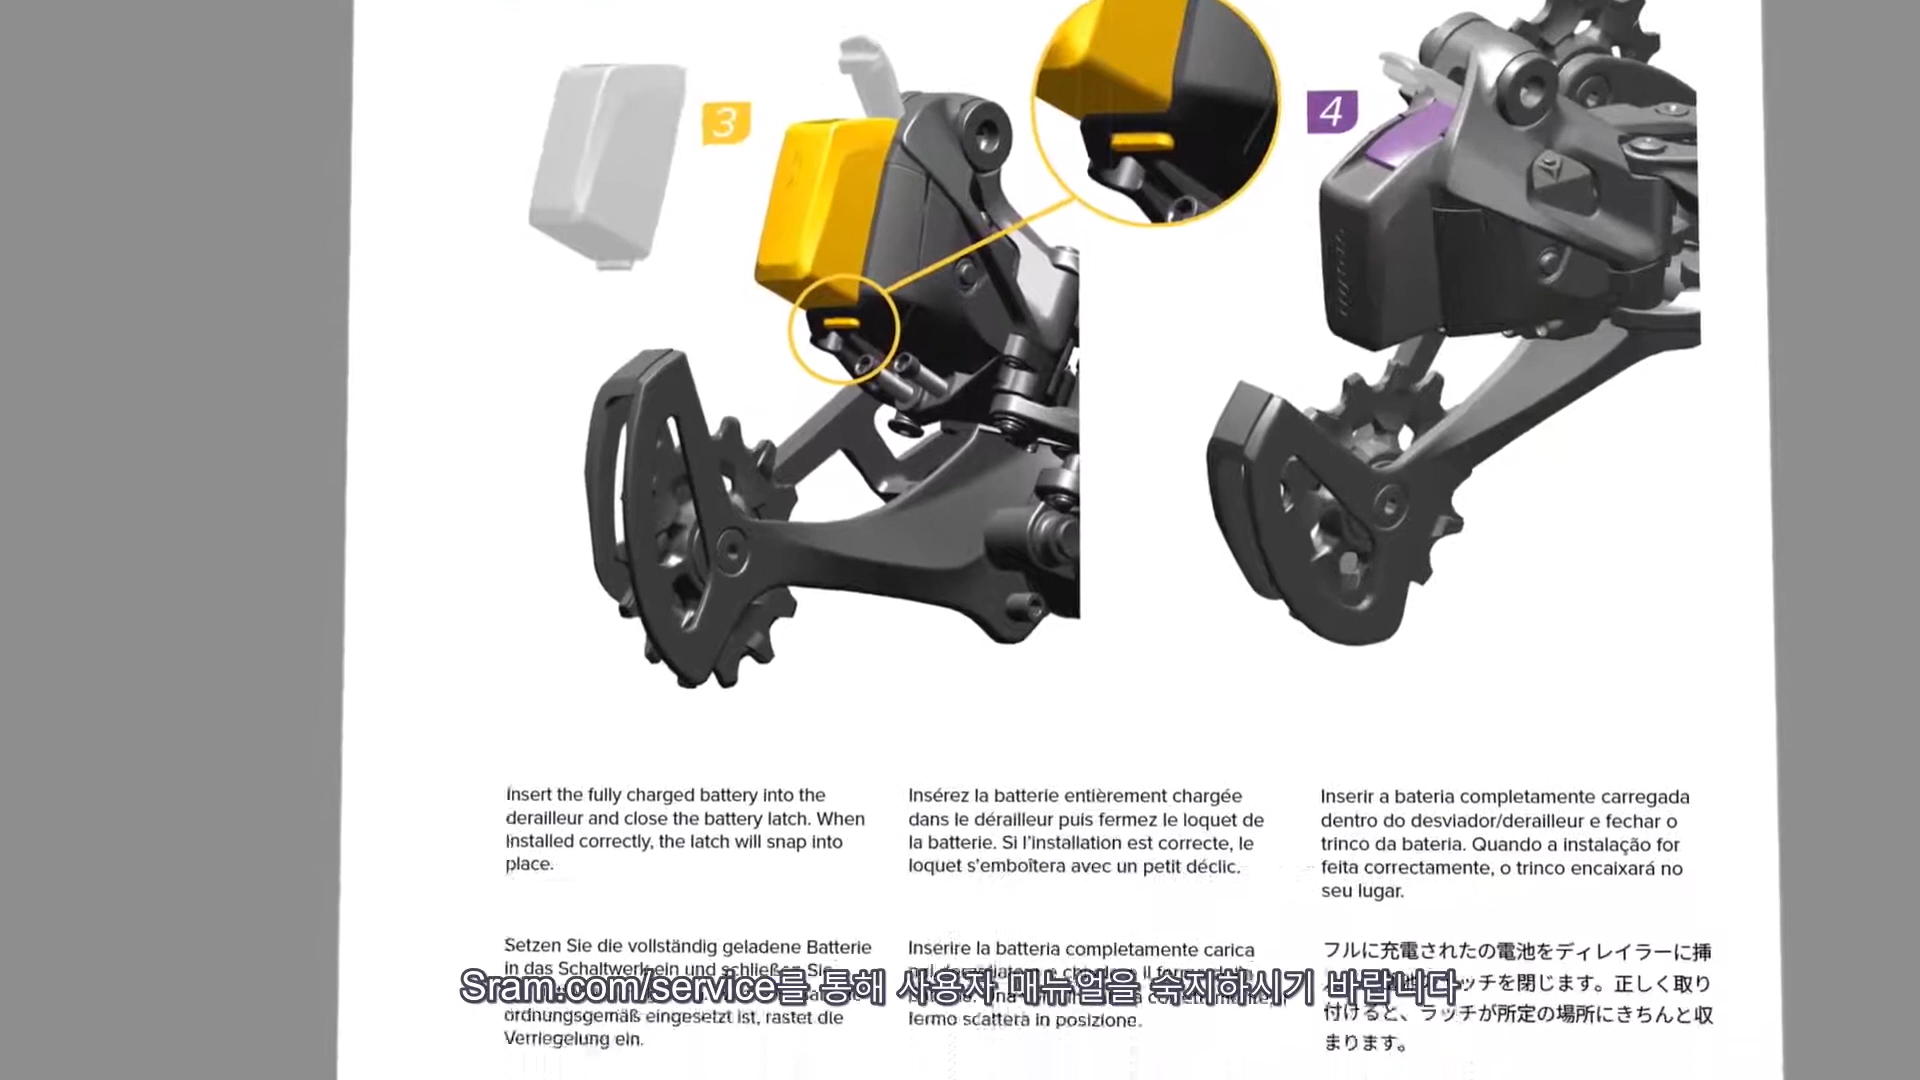 3
4
Insert the fully charged battery into the
derailleur and close the battery latch. When
installed correctly, the latch will snap into
place.
Insérez la batterie entièrement chargée
dans le dérailleur puis fermez le loquet de
la batterie. Si l'installation est correcte, le
loquet s'emboîtera avec un petit déclic.
Inserir a bateria completamente carregada
dentro do desviador/derailleur e fechar o
trinco da bateria. Quando a instalação for
feita correctamente, o trinco encaixará no
seu lugar.
Setzen Sie die vollständig geladene Batterie
in das Schaltwerk ein und schließen Sie
ordnungsgemäß eingesetzt ist, rastet die
Verriegelung ein.
Inserire la batteria completamente carica
fermo scatterà in posizione.
フルに充電されたの電池をディレイラーに挿
ッチを閉じます。正しく取り
付けると、ラッチが所定の場所にきちんと収
まります。
Sram.com/service를 통해 사용자 매뉴얼을 숙지하시기 바랍니다